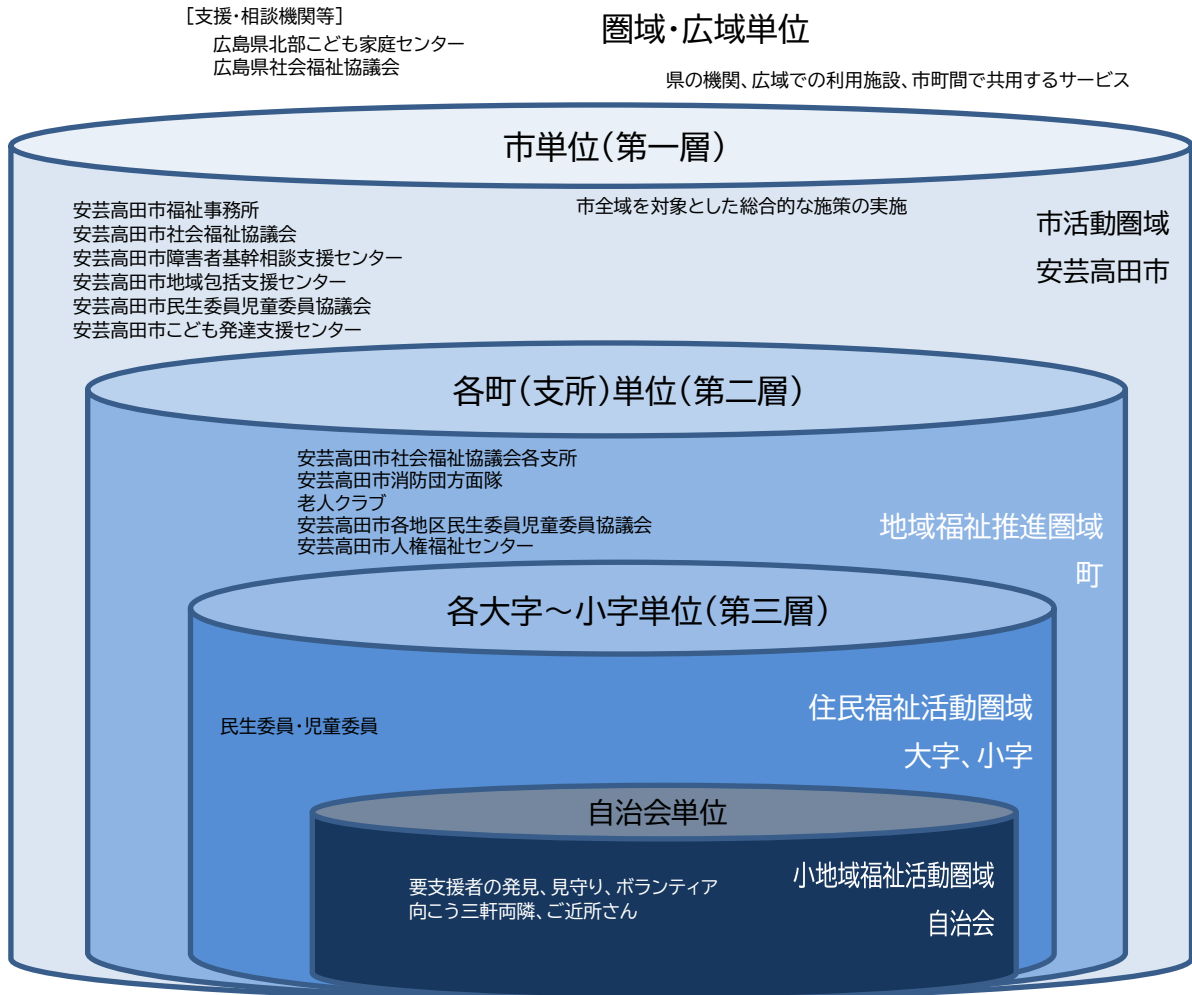 ［支援・相談機関等］
広島県北部こども家庭センター
広島県社会福祉協議会
圏域・広域単位
県の機関、広域での利用施設、市町間で共用するサービス
市単位（第一層）
安芸高田市福祉事務所
安芸高田市社会福祉協議会
安芸高田市障害者基幹相談支援センター
安芸高田市地域包括支援センター
安芸高田市民生委員児童委員協議会
安芸高田市こども発達支援センター
市全域を対象とした総合的な施策の実施
市活動圏域
安芸高田市
各町（支所）単位（第二層）
安芸高田市社会福祉協議会各支所
安芸高田市消防団方面隊
老人クラブ
安芸高田市各地区民生委員児童委員協議会
安芸高田市人権福祉センター
地域福祉推進圏域
町
各大字～小字単位（第三層）
民生委員・児童委員
住民福祉活動圏域
大字、小字
自治会単位
要支援者の発見、見守り、ボランティア
向こう三軒両隣、ご近所さん
小地域福祉活動圏域
自治会